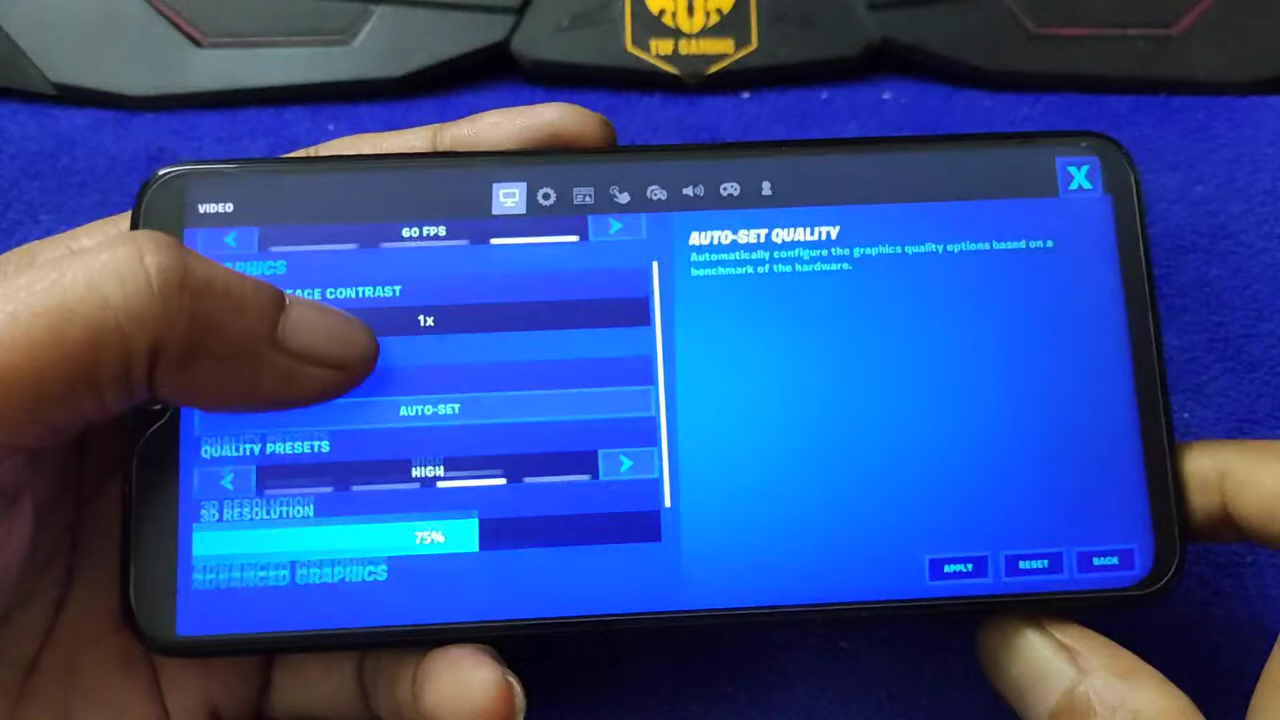 TUF GAMING
VIDEO
X
60 FPS
FACE CONTRAST
1x
AUTO-SET
QUALITY PRESETS
HIGH
3D RESOLUTION
75%
ADVANCED GRAPHICS
AUTO-SET QUALITY
Automatically configure the graphics quality options based on a
benchmark of the hardware.
APPLY
RESET
BACK